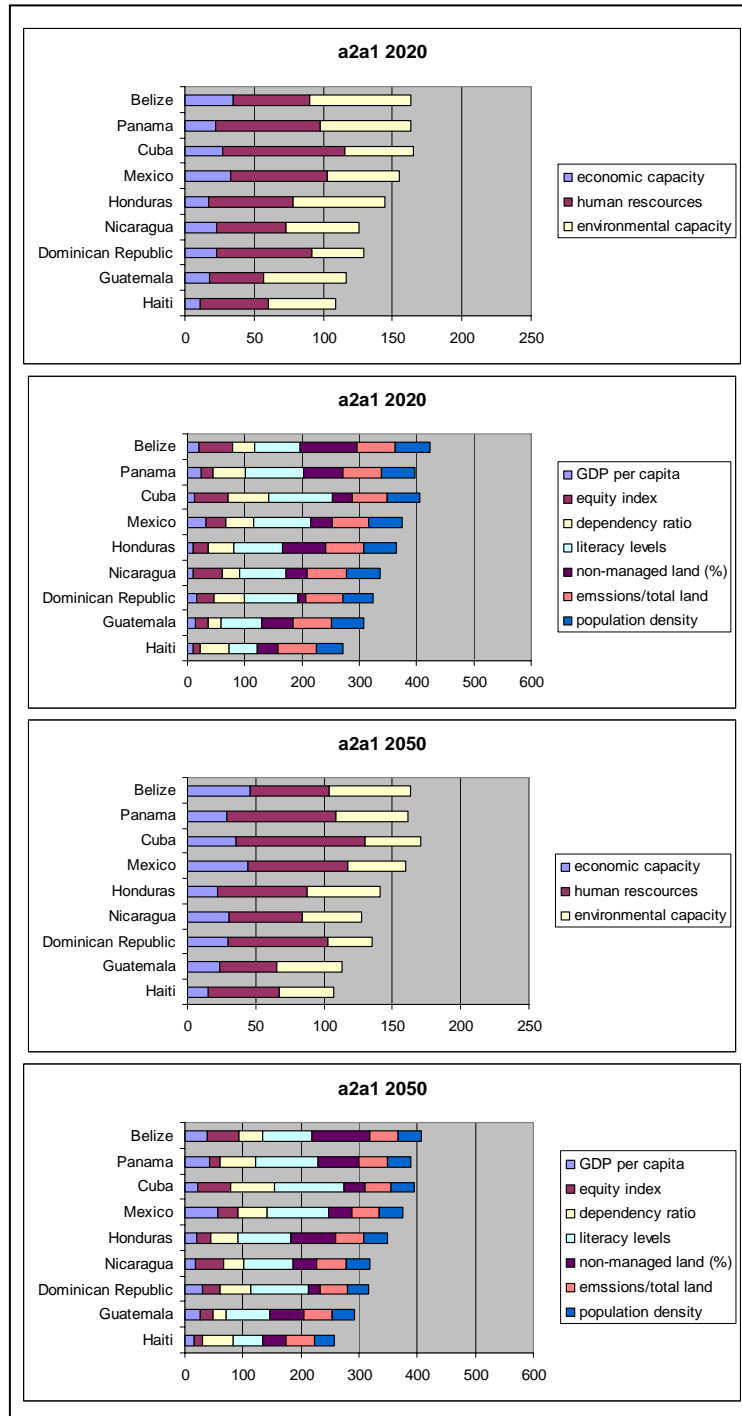 a2a1 2020
Belize
Panama
Cuba
Mexico
Honduras
Nicaragua
Dominican Republic
Guatemala
Haiti
0 50 100 150 200 250
economic capacity
human rescources
environmental capacity
a2a1 2020
Belize
Panama
Cuba
Mexico
Honduras
Nicaragua
Dominican Republic
Guatemala
Haiti
0 100 200 300 400 500 600
GDP per capita
equity index
dependency ratio
literacy levels
non-managed land (%)
emssions/total land
population density
a2a1 2050
Belize
Panama
Cuba
Mexico
Honduras
Nicaragua
Dominican Republic
Guatemala
Haiti
0 50 100 150 200 250
economic capacity
human rescources
environmental capacity
a2a1 2050
Belize
Panama
Cuba
Mexico
Honduras
Nicaragua
Dominican Republic
Guatemala
Haiti
0 100 200 300 400 500 600
GDP per capita
equity index
dependency ratio
literacy levels
non-managed land (%)
emssions/total land
population density